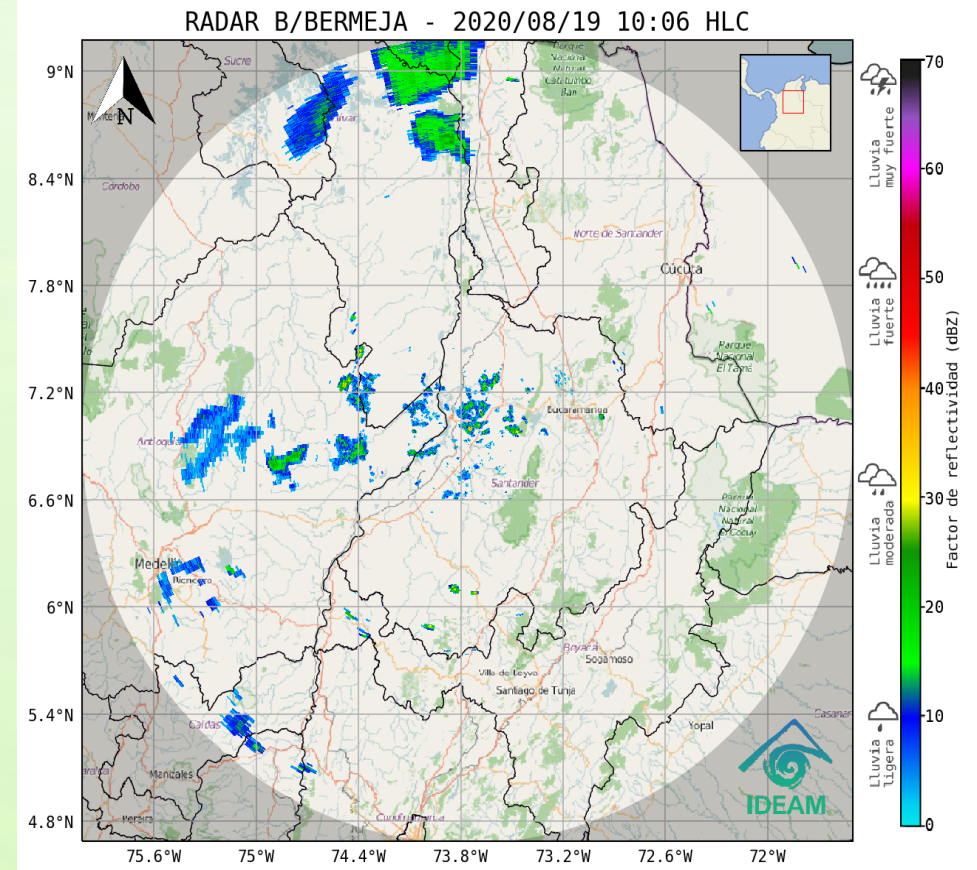 RADAR B/BERMEJA - 2020/08/19 10:06 HLC
9°N
8.4°N
7.8°N
7.2°N
6.6°N
6°N
5.4°N
4.8°N
75.6°W
75°W
74.4°W
73.8°W
73.2°W
72.6°W
72°W
N
Sucre
Córdoba
Parque
Nacional
Natural
Catatumbo
Bari
Norte de Santander
Cúcuta
Parque
Nacional
El Tamá
Bucaramanga
Antioquia
Santander
Parque
Nacional
Natural
Medellín
Rionegro
Boyacá
Sogamoso
Villa de Leyva
Santiago de Tunja
Yopal
Casanare
Caldas
Manizales
Pereira
Cundinamarca
IDEAM
70
60
50
40
30
20
10
0
Lluvia
muy fuerte
Lluvia
fuerte
Lluvia
moderada
Lluvia
ligera
Factor de reflectividad (dBZ)